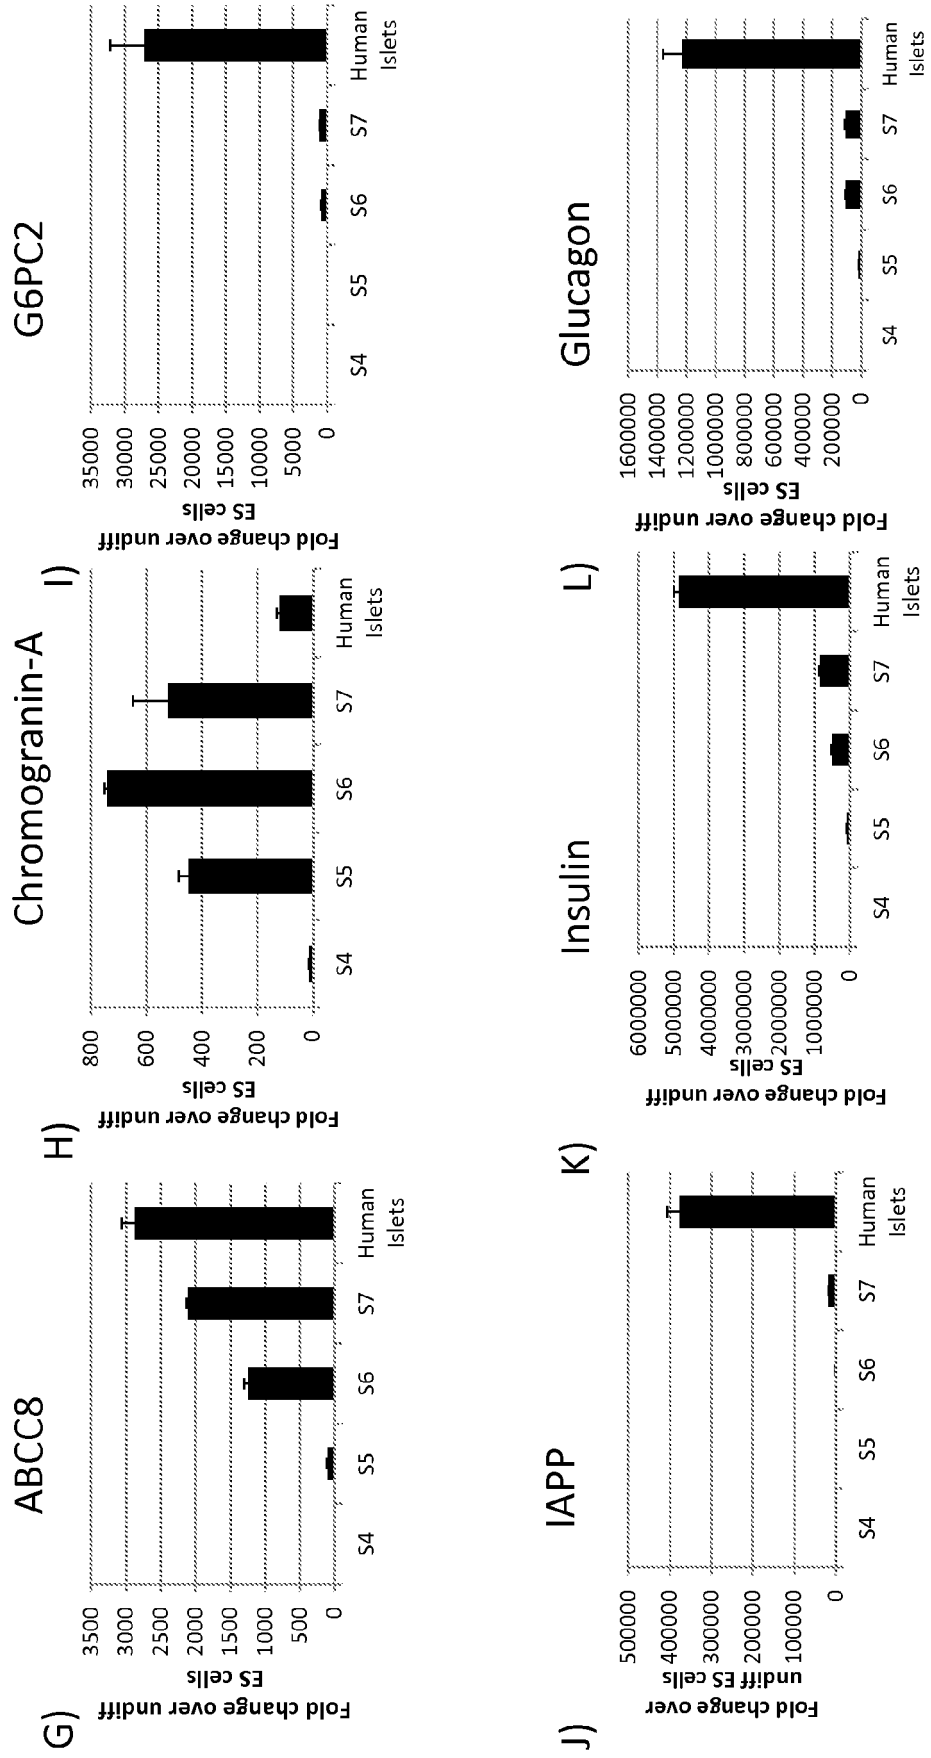 G)
ABCC8
Fold change over undiff
ES cells
3500
3000
2500
2000
1500
1000
500
0
S4
S5
S6
S7
Human
Islets
H)
Chromogranin-A
Fold change over undiff
ES cells
800
600
400
200
0
S4
S5
S6
S7
Human
Islets
I)
G6PC2
Fold change over undiff
ES cells
35000
30000
25000
20000
15000
10000
5000
0
S4
S5
S6
S7
Human
Islets
J)
IAPP
Fold change over
undiff ES cells
500000
400000
300000
200000
100000
0
S4
S5
S6
S7
Human
Islets
K)
Insulin
Fold change over undiff
ES cells
6000000
5000000
4000000
3000000
2000000
1000000
0
S4
S5
S6
S7
Human
Islets
L)
Glucagon
Fold change over undiff
ES cells
1600000
1400000
1200000
1000000
800000
600000
400000
200000
0
S4
S5
S6
S7
Human
Islets